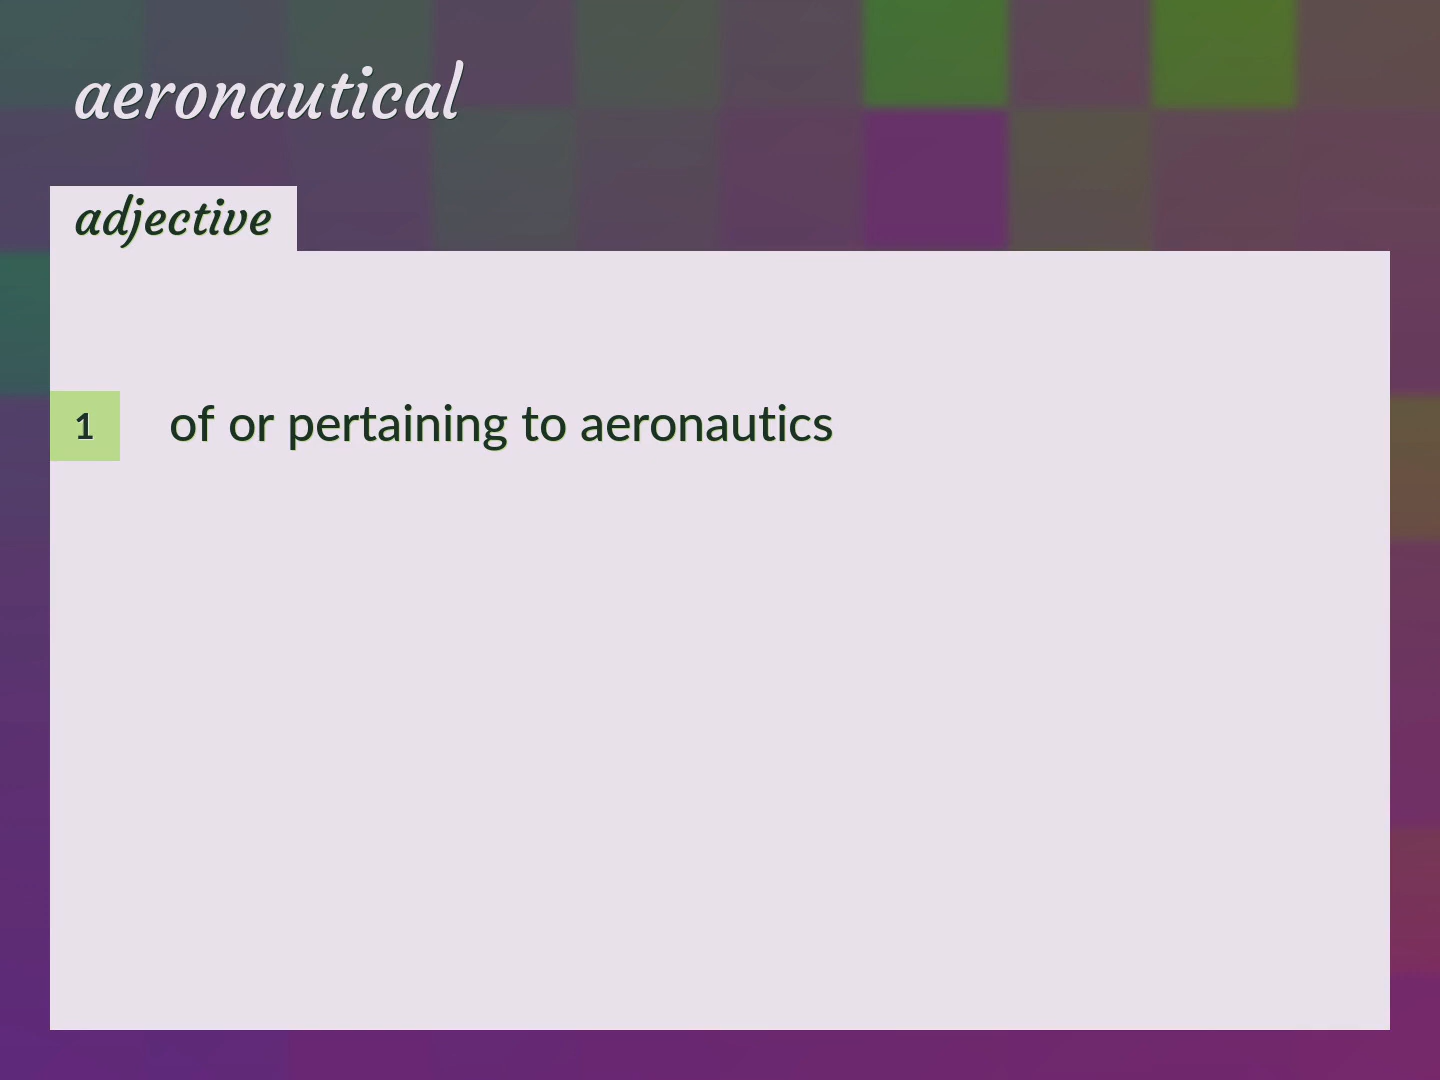 aeronautical
adjective
1 of or pertaining to aeronautics